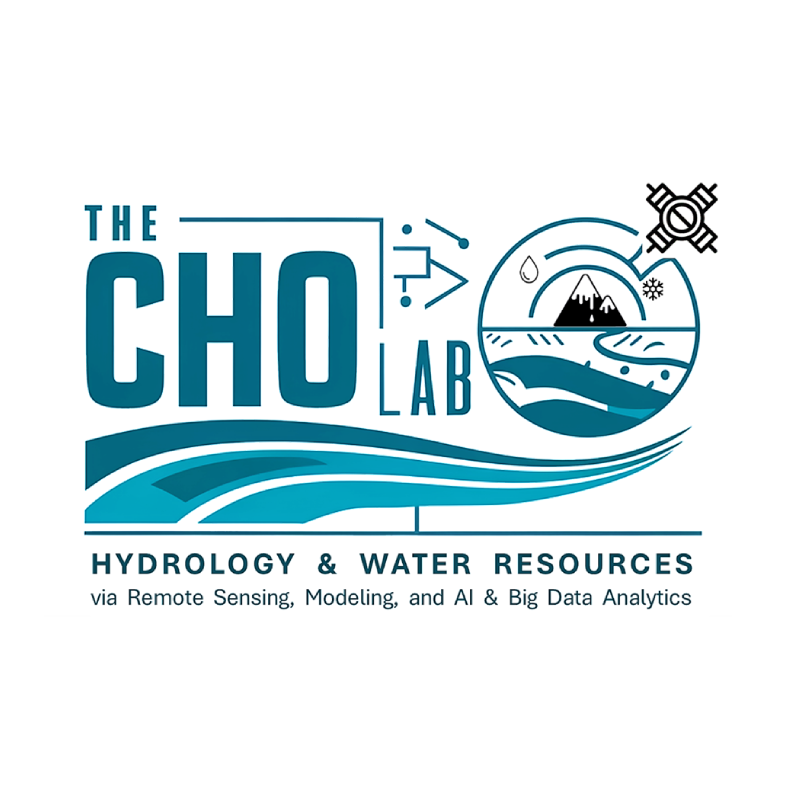 THE
CHO
LAB
HYDROLOGY & WATER RESOURCES
via Remote Sensing, Modeling, and AI & Big Data Analytics